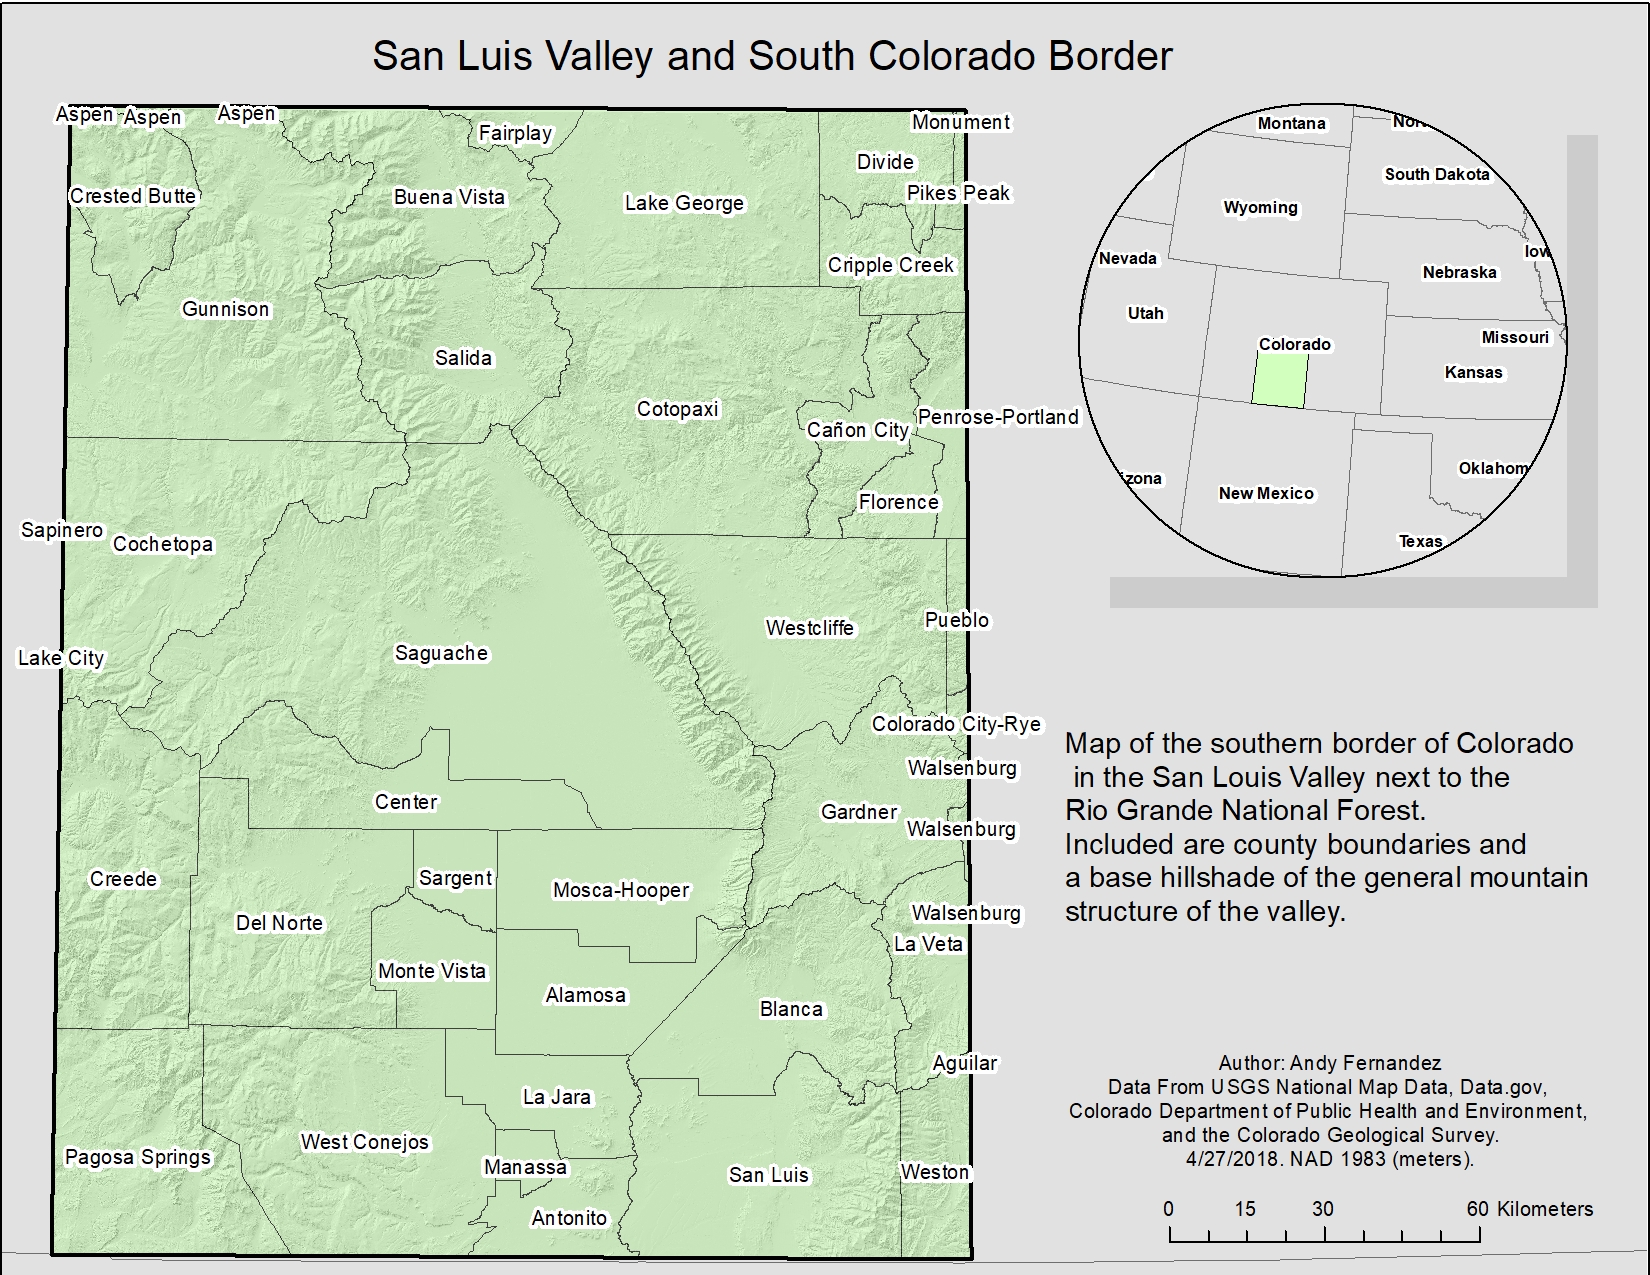 San Luis Valley and South Colorado Border
Aspen
Aspen
Aspen
Fairplay
Monument
Divide
Crested Butte
Buena Vista
Lake George
Pikes Peak
Cripple Creek
Gunnison
Salida
Cotopaxi
Cañon City
Penrose-Portland
Florence
Sapinero
Cochetopa
Westcliffe
Pueblo
Lake City
Saguache
Colorado City-Rye
Walsenburg
Center
Gardner
Walsenburg
Creede
Sargent
Mosca-Hooper
Del Norte
Walsenburg
La Veta
Monte Vista
Alamosa
Blanca
Aguilar
La Jara
West Conejos
Pagosa Springs
Manassa
San Luis
Weston
Antonito
Montana
Nor
South Dakota
Wyoming
Nevada
Iow
Nebraska
Utah
Missouri
Colorado
Kansas
zona
New Mexico
Oklahom
Texas
Map of the southern border of Colorado
in the San Louis Valley next to the
Rio Grande National Forest.
Included are county boundaries and
a base hillshade of the general mountain
structure of the valley.
Author: Andy Fernandez
Data From USGS National Map Data, Data.gov,
Colorado Department of Public Health and Environment,
and the Colorado Geological Survey.
4/27/2018. NAD 1983 (meters).
0 15 30 60 Kilometers